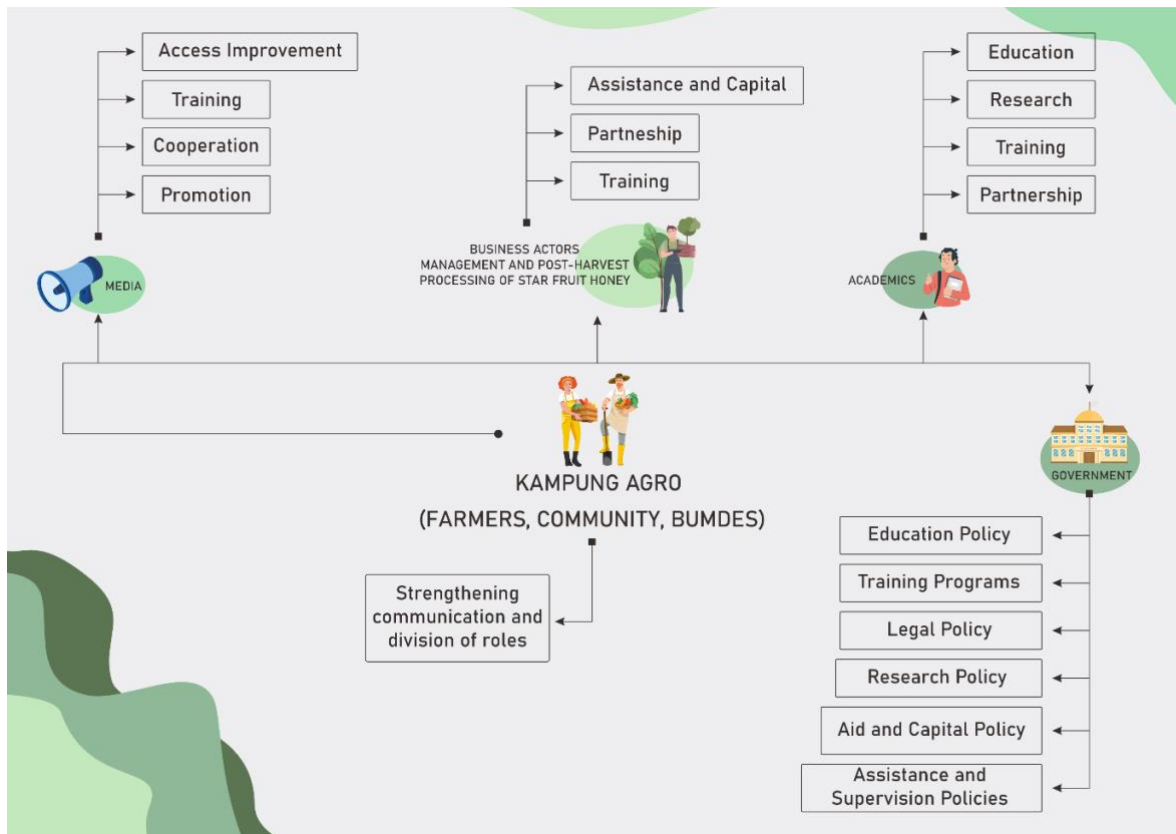 Access Improvement
Training
Cooperation
Promotion
MEDIA
Assistance and Capital
Partneship
Training
BUSINESS ACTORS
MANAGEMENT AND POST-HARVEST
PROCESSING OF STAR FRUIT HONEY
Education
Research
Training
Partnership
ACADEMICS
KAMPUNG AGRO
(FARMERS, COMMUNITY, BUMDES)
Strengthening
communication and
division of roles
GOVERNMENT
Education Policy
Training Programs
Legal Policy
Research Policy
Aid and Capital Policy
Assistance and
Supervision Policies